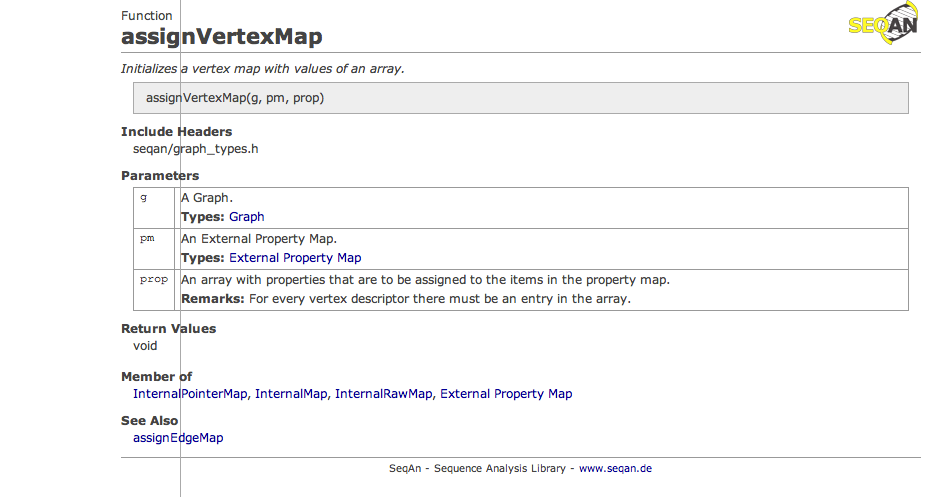 Function
SEQAN
assignVertexMap
Initializes a vertex map with values of an array.
assignVertexMap(g, pm, prop)
Include Headers
seqan/graph_types.h
Parameters
g A Graph.
Types: Graph
pm An External Property Map.
Types: External Property Map
prop An array with properties that are to be assigned to the items in the property map.
Remarks: For every vertex descriptor there must be an entry in the array.
Return Values
void
Member of
InternalPointerMap, InternalMap, InternalRawMap, External Property Map
See Also
assignEdgeMap
SeqAn - Sequence Analysis Library - www.seqan.de